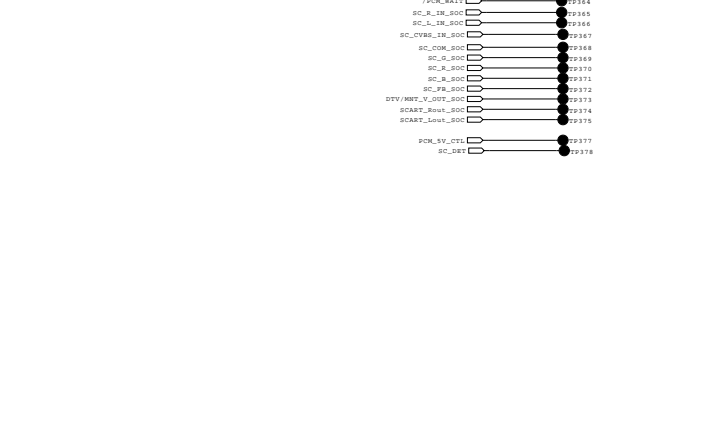 /PCM_WAIT TP364
SC_R_IN_SOC TP365
SC_L_IN_SOC TP366
SC_CVBS_IN_SOC TP367
SC_COM_SOC TP368
SC_G_SOC TP369
SC_R_SOC TP370
SC_B_SOC TP371
SC_FB_SOC TP372
DTV/MNT_V_OUT_SOC TP373
SCART_Rout_SOC TP374
SCART_Lout_SOC TP375
PCM_5V_CTL TP377
SC_DET TP378